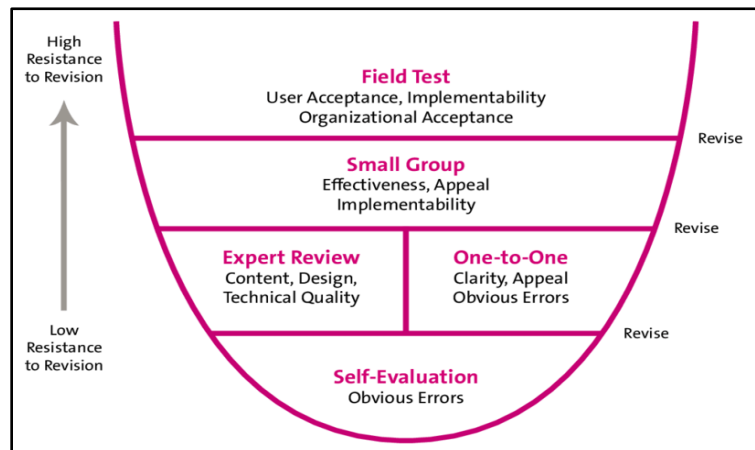 High
Resistance
to Revision
Field Test
User Acceptance, Implementability
Organizational Acceptance
Revise
Small Group
Effectiveness, Appeal
Implementability
Revise
Expert Review
Content, Design,
Technical Quality
One-to-One
Clarity, Appeal
Obvious Errors
Low
Resistance
to Revision
Revise
Self-Evaluation
Obvious Errors